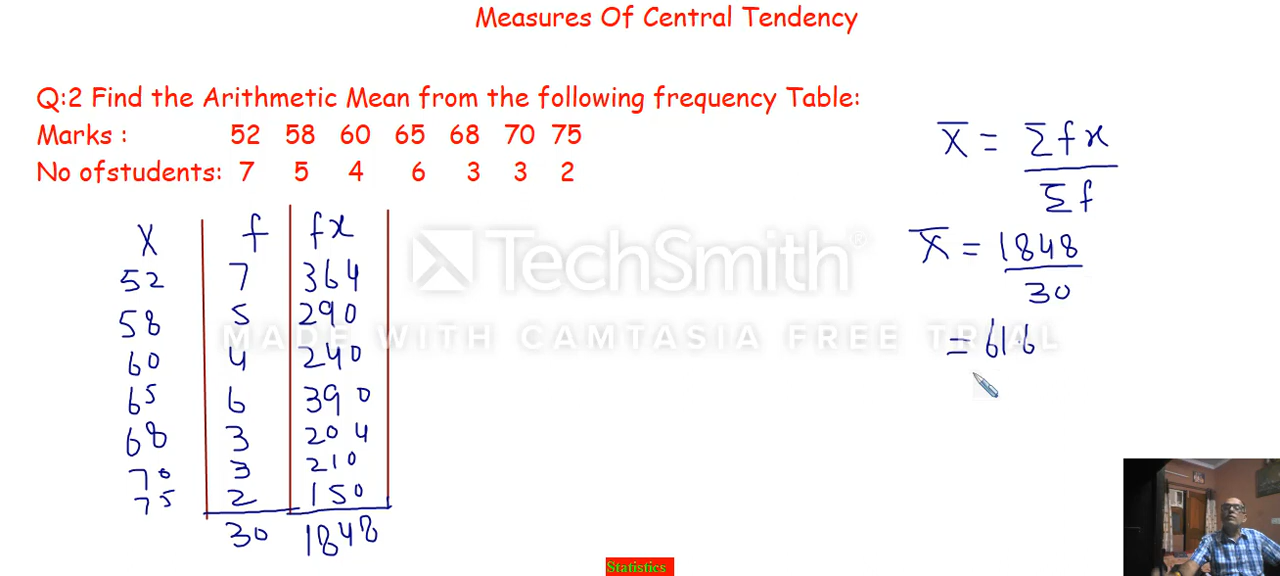 Measures Of Central Tendency
Q:2 Find the Arithmetic Mean from the following frequency Table:
Marks : 52 58 60 65 68 70 75
No ofstudents: 7 5 4 6 3 3 2
X f fx
52 7 364
58 5 290
60 4 240
65 6 390
68 3 204
70 3 210
75 2 150
30 1848
X̅ = Σfx
Σf
X̅ = 1848
30
= 61.6
TechSmith®
MADE WITH CAMTASIA FREE TRIAL
Statistics